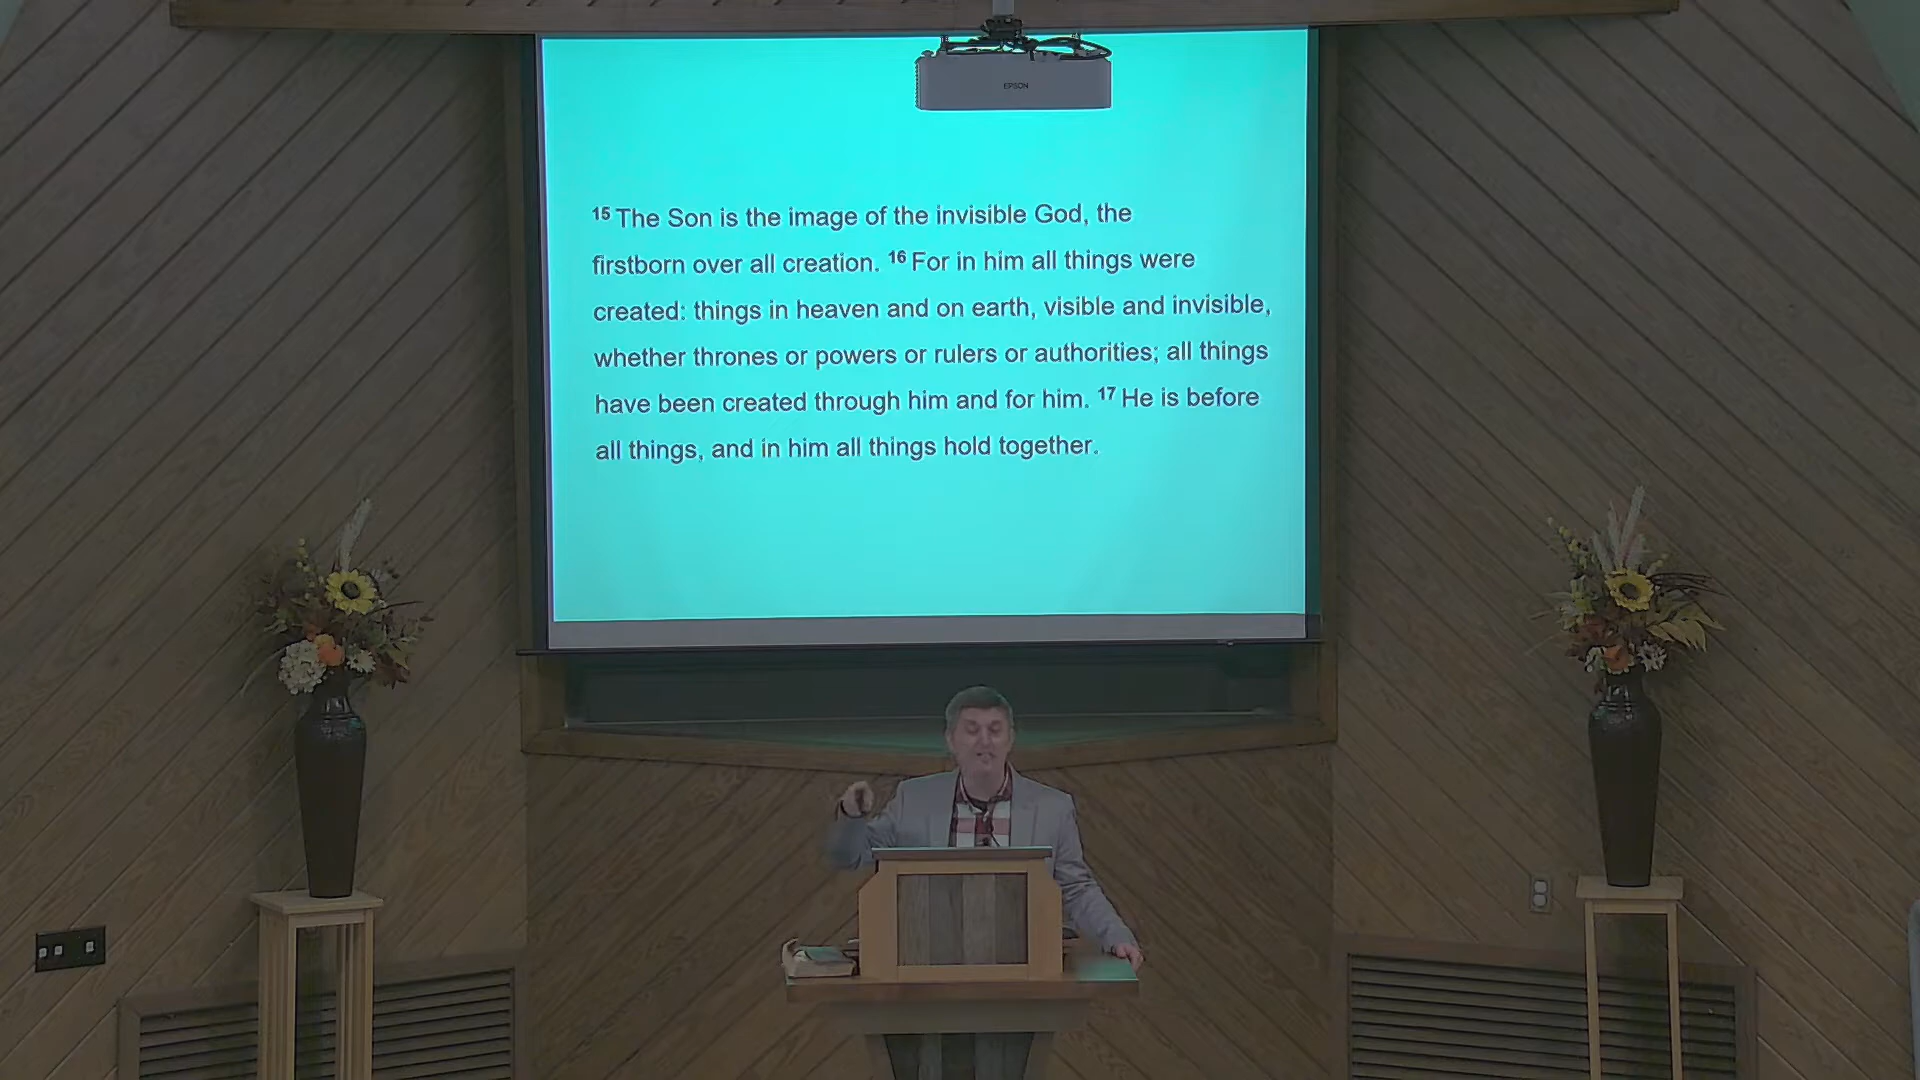 EPSON
15 The Son is the image of the invisible God, the
firstborn over all creation. 16 For in him all things were
created: things in heaven and on earth, visible and invisible,
whether thrones or powers or rulers or authorities; all things
have been created through him and for him. 17 He is before
all things, and in him all things hold together.